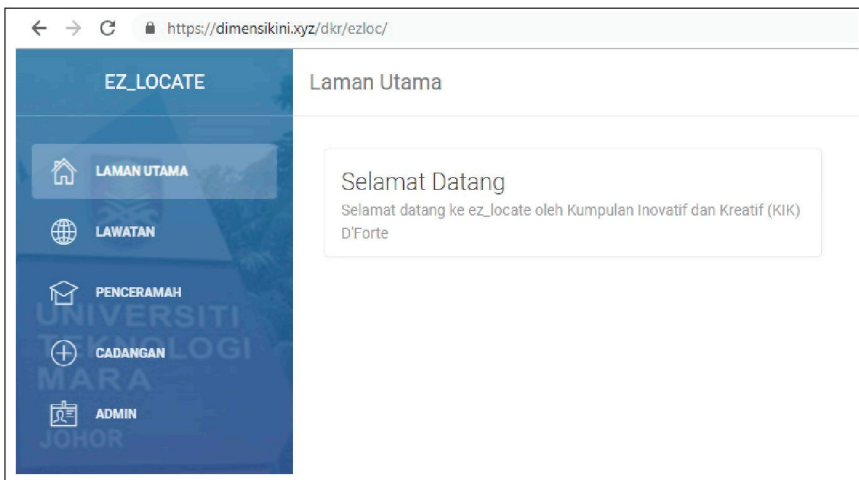 https://dimensikini.xyz/dkr/ezloc/
EZ_LOCATE
Laman Utama
LAMAN UTAMA
LAWATAN
PENCERAMAH
CADANGAN
ADMIN
UNIVERSITI
TEKNOLOGI
MARA
JOHOR
Selamat Datang
Selamat datang ke ez_locate oleh Kumpulan Inovatif dan Kreatif (KIK)
D'Forte